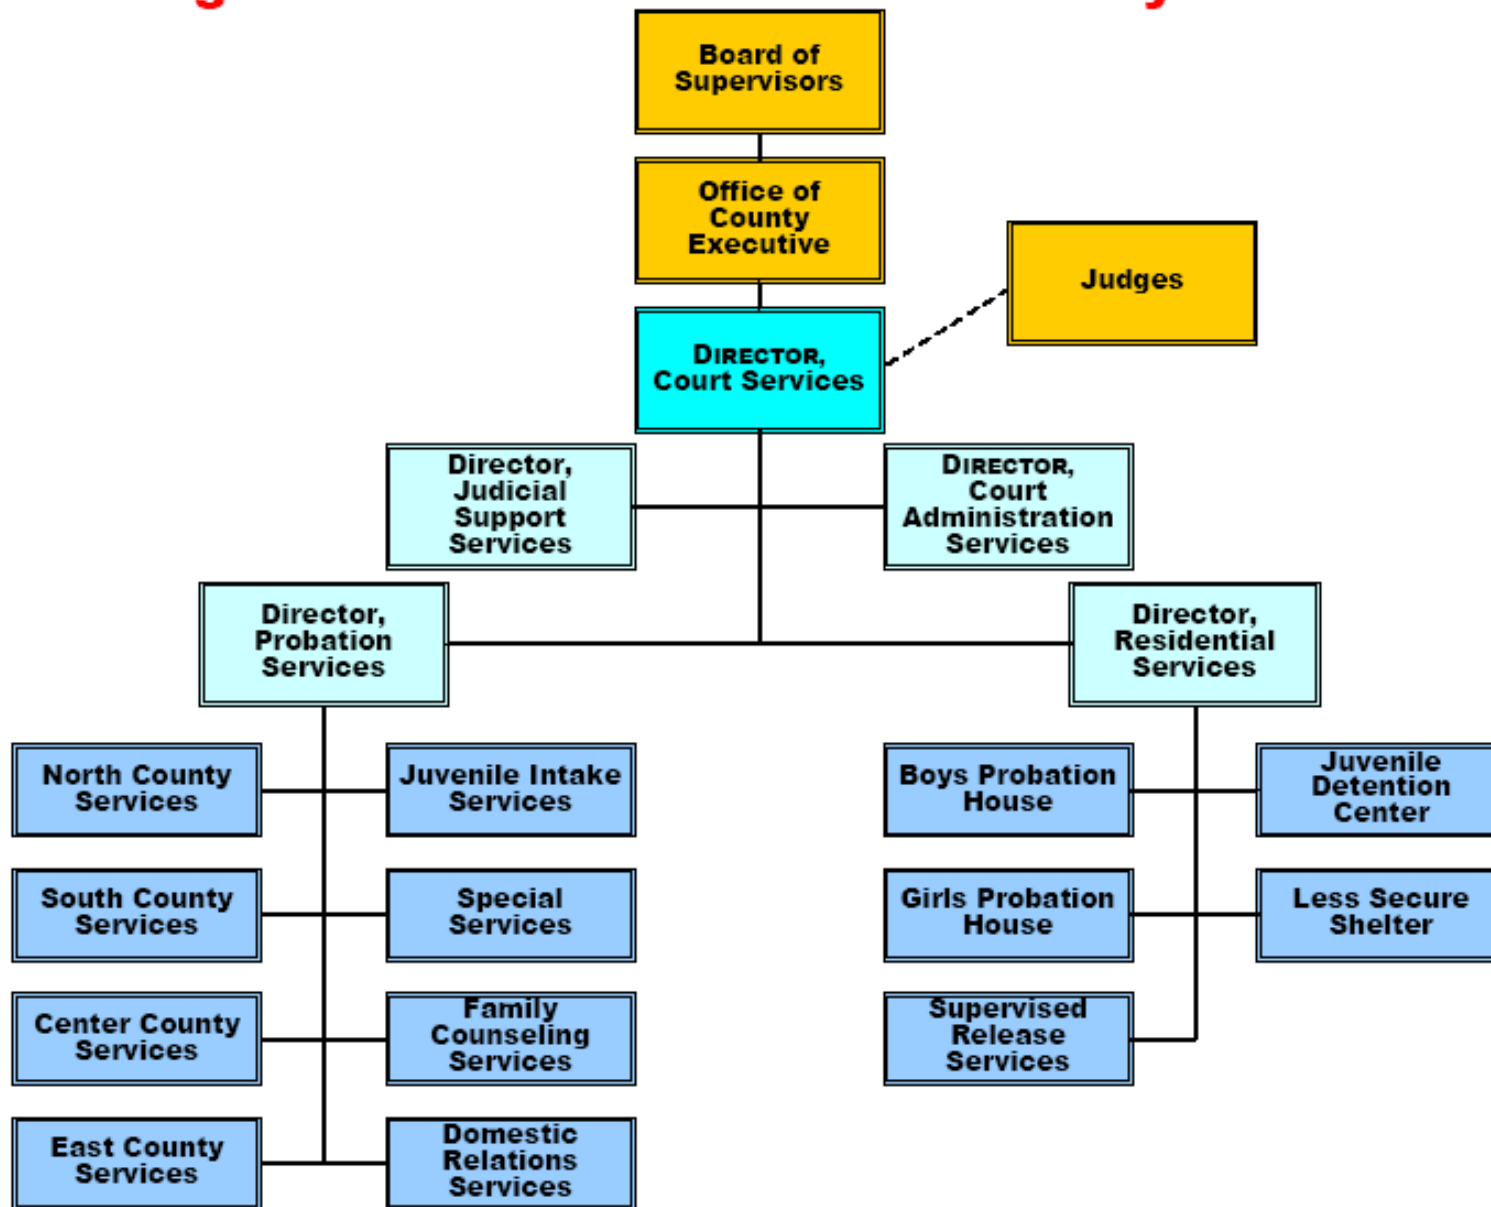 Board of
Supervisors
Office of
County
Executive
Judges
DIRECTOR,
Court Services
Director,
Judicial
Support
Services
DIRECTOR,
Court
Administration
Services
Director,
Probation
Services
Director,
Residential
Services
North County
Services
Juvenile Intake
Services
Boys Probation
House
Juvenile
Detention
Center
South County
Services
Special
Services
Girls Probation
House
Less Secure
Shelter
Center County
Services
Family
Counseling
Services
Supervised
Release
Services
East County
Services
Domestic
Relations
Services